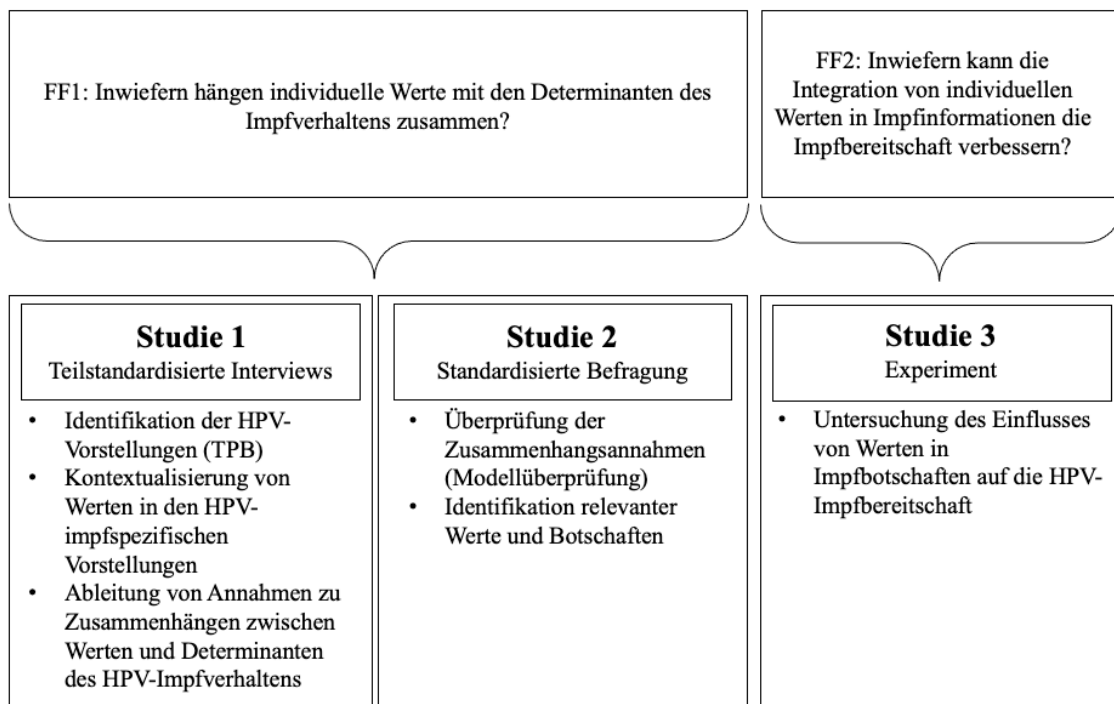 FF1: Inwiefern hängen individuelle Werte mit den Determinanten des
Impfverhaltens zusammen?
FF2: Inwiefern kann die
Integration von individuellen
Werten in Impfinformationen die
Impfbereitschaft verbessern?
Studie 1
Teilstandardisierte Interviews
• Identifikation der HPV-
Vorstellungen (TPB)
• Kontextualisierung von
Werten in den HPV-
impfspezifischen
Vorstellungen
• Ableitung von Annahmen zu
Zusammenhängen zwischen
Werten und Determinanten
des HPV-Impfverhaltens
Studie 2
Standardisierte Befragung
• Überprüfung der
Zusammenhangsannahmen
(Modellüberprüfung)
• Identifikation relevanter
Werte und Botschaften
Studie 3
Experiment
• Untersuchung des Einflusses
von Werten in
Impfbotschaften auf die HPV-
Impfbereitschaft